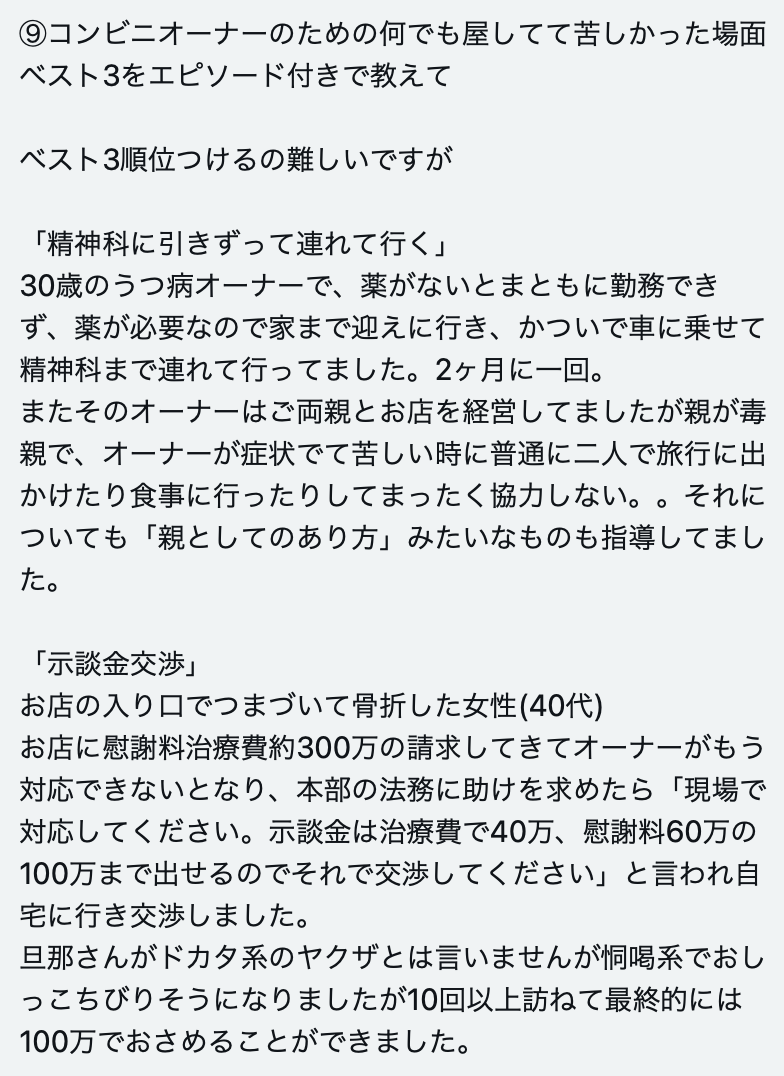 ⑨コンビニオーナーのための何でも屋してて苦しかった場面
ベスト3をエピソード付きで教えて
ベスト3順位つけるの難しいですが
「精神科に引きずって連れて行く」
30歳のうつ病オーナーで、薬がないとまともに勤務でき
ず、薬が必要なので家まで迎えに行き、かついで車に乗せて
精神科まで連れて行ってました。2ヶ月に一回。
またそのオーナーはご両親とお店を経営してましたが親が毒
親で、オーナーが症状でて苦しい時に普通に二人で旅行に出
かけたり食事に行ったりしてまったく協力しない。。それに
ついても「親としてのあり方」みたいなものも指導してまし
た。
「示談金交渉」
お店の入り口でつまづいて骨折した女性(40代)
お店に慰謝料治療費約300万の請求してきてオーナーがもう
対応できないとなり、本部の法務に助けを求めたら「現場で
対応してください。示談金は治療費で40万、慰謝料60万の
100万まで出せるのでそれで交渉してください」と言われ自
宅に行き交渉しました。
旦那さんがドカタ系のヤクザとは言いませんが恫喝系でおし
っこちびりそうになりましたが10回以上訪ねて最終的には
100万でおさめることができました。